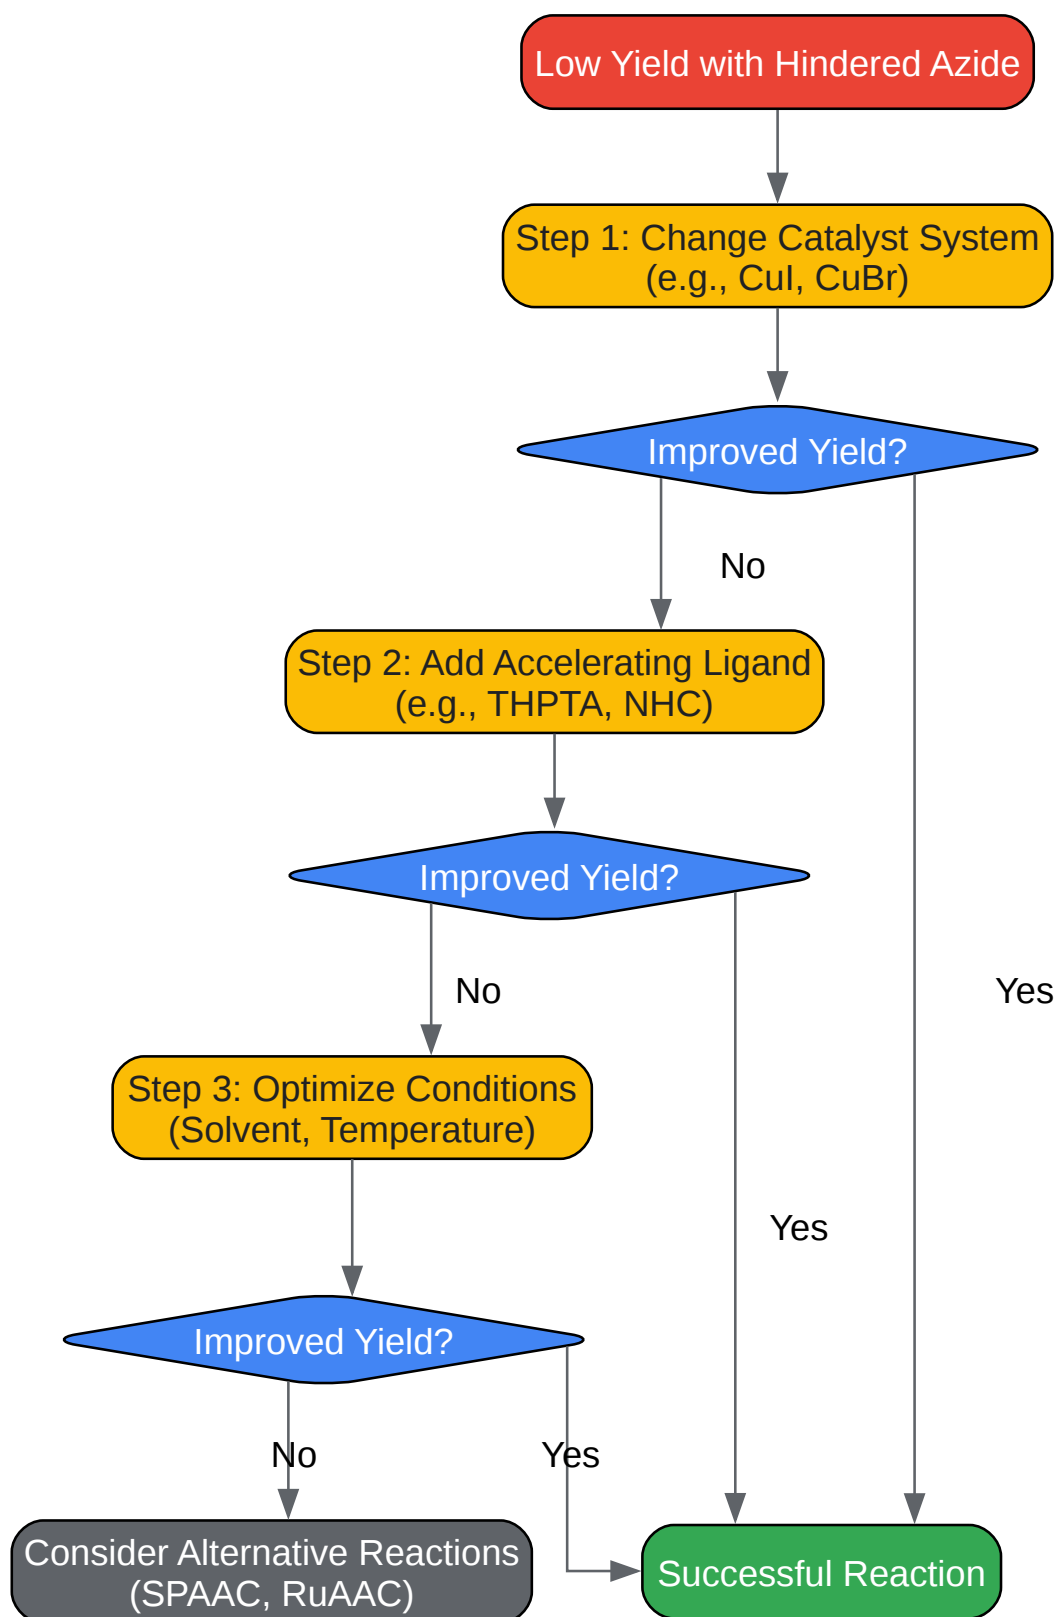 Low Yield with Hindered Azide
Step 1: Change Catalyst System
(e.g., CuI, CuBr)
Improved Yield?
No
Step 2: Add Accelerating Ligand
(e.g., THPTA, NHC)
Improved Yield?
No
Yes
Step 3: Optimize Conditions
(Solvent, Temperature)
Yes
Improved Yield?
No
Yes
Consider Alternative Reactions
(SPAAC, RuAAC)
Successful Reaction